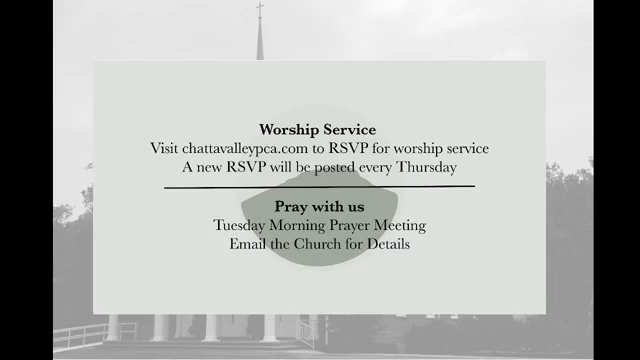 Worship Service
Visit chattavalleypca.com to RSVP for worship service
A new RSVP will be posted every Thursday
Pray with us
Tuesday Morning Prayer Meeting
Email the Church for Details